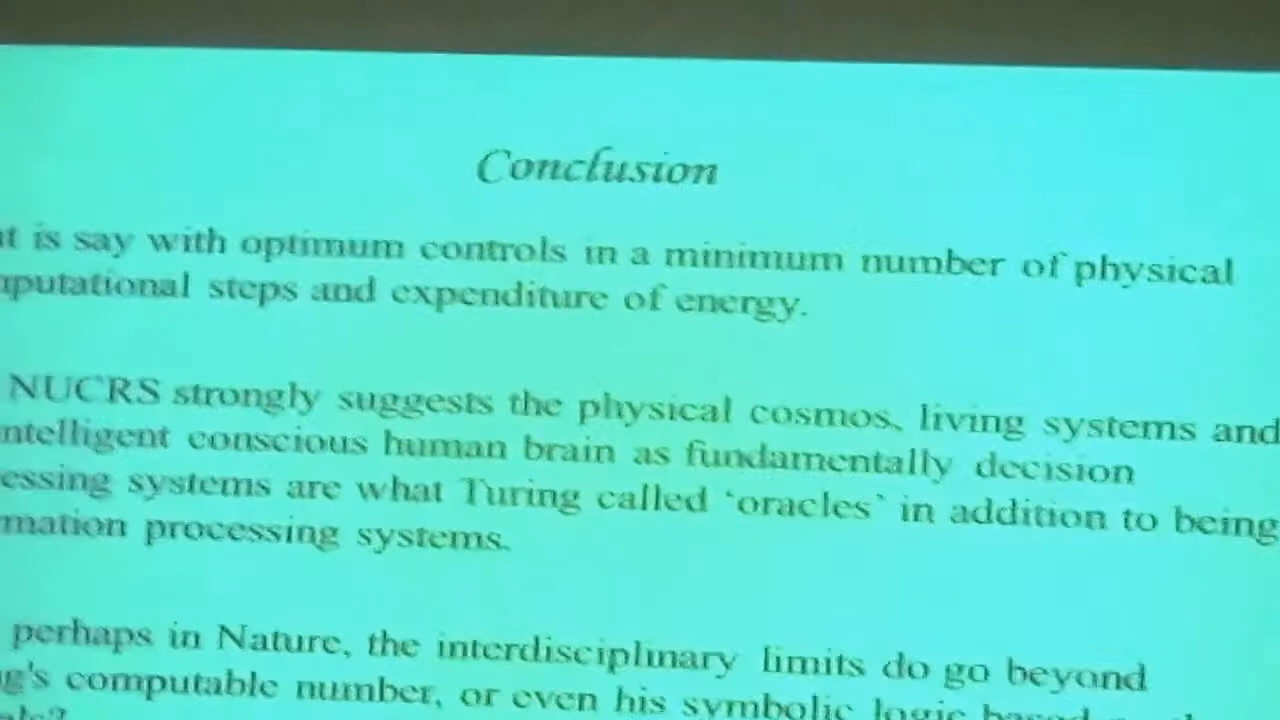 Conclusion
t is say with optimum controls in a minimum number of physical
putational steps and expenditure of energy.
NUCRS strongly suggests the physical cosmos, living systems and
ntelligent conscious human brain as fundamentally decision
essing systems are what Turing called ‘oracles’ in addition to being
mation processing systems.
perhaps in Nature, the interdisciplinary limits do go beyond
g's computable number, or even his symbolic logic based